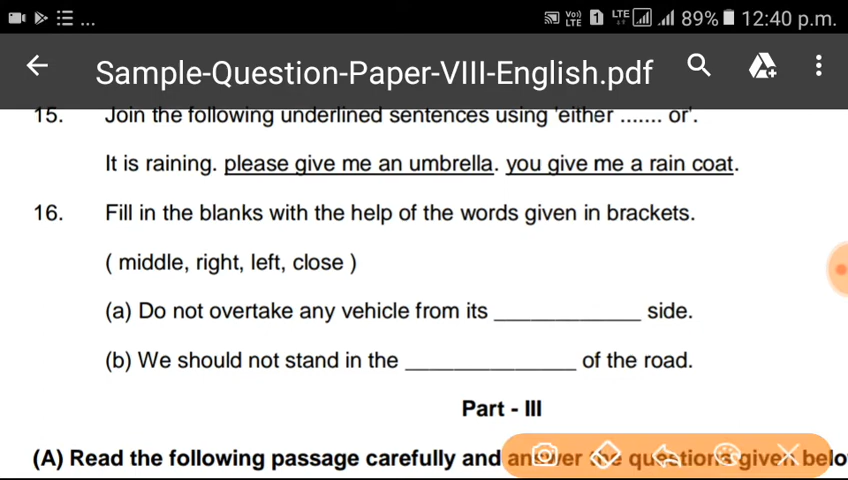 ... Vo) LTE 1 LTE 89% 12:40 p.m.
Sample-Question-Paper-VIII-English.pdf
15. Join the following underlined sentences using 'either ....... or'.
It is raining. please give me an umbrella. you give me a rain coat.
16. Fill in the blanks with the help of the words given in brackets.
( middle, right, left, close )
(a) Do not overtake any vehicle from its ____________ side.
(b) We should not stand in the ______________ of the road.
Part - III
(A) Read the following passage carefully and answer the questions given belo